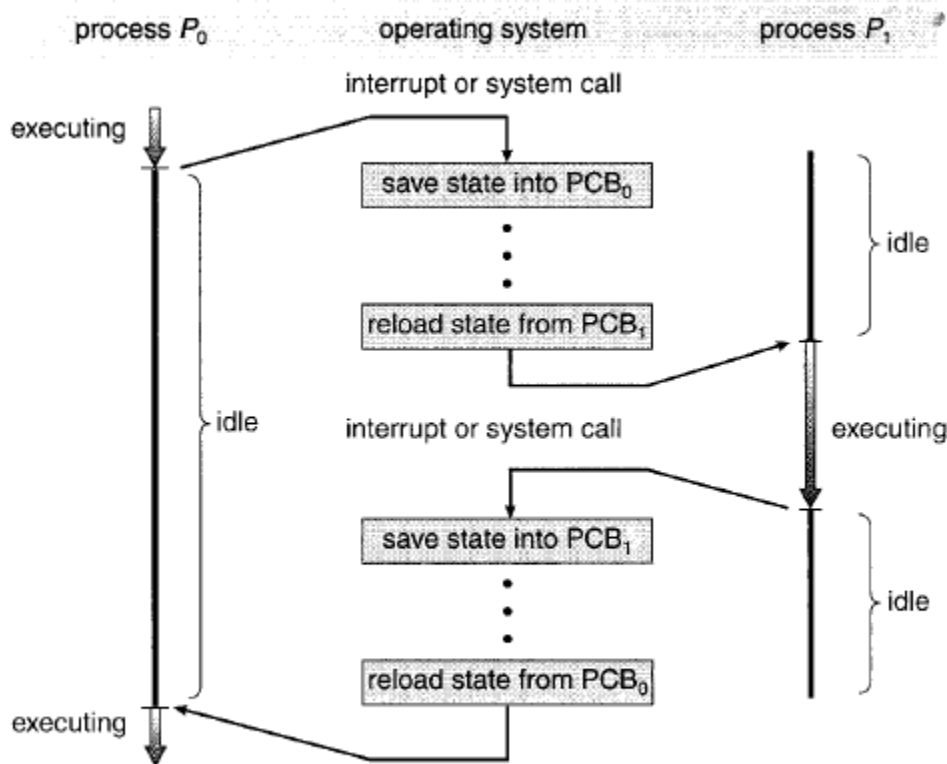 process P₀ operating system process P₁
interrupt or system call
executing
save state into PCB₀
idle
reload state from PCB₁
idle
interrupt or system call
executing
save state into PCB₁
idle
reload state from PCB₀
executing